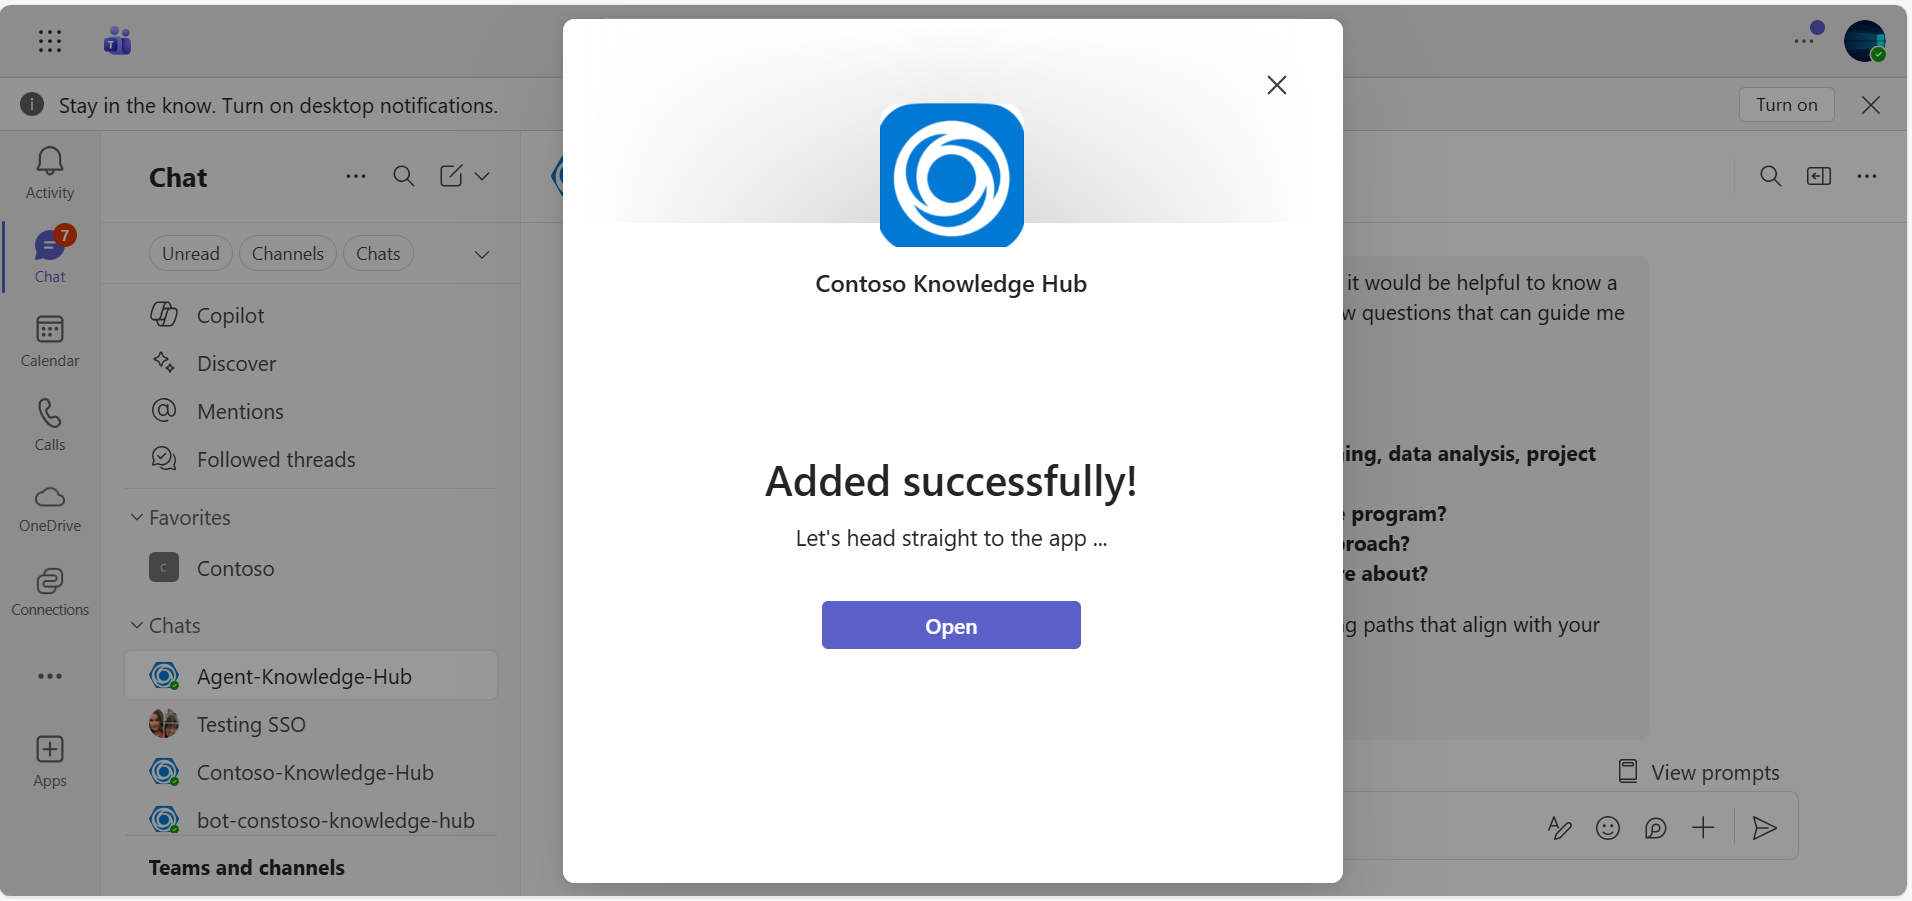 Stay in the know. Turn on desktop notifications.
Turn on
Activity
7
Chat
Calendar
Calls
OneDrive
Connections
Apps
Chat
Unread
Channels
Chats
Copilot
Discover
Mentions
Followed threads
Favorites
Contoso
Chats
Agent-Knowledge-Hub
Testing SSO
Contoso-Knowledge-Hub
bot-constoso-knowledge-hub
Teams and channels
Contoso Knowledge Hub
Added successfully!
Let's head straight to the app ...
Open
it would be helpful to know a
questions that can guide me
data analysis, project
program?
about?
paths that align with your
View prompts